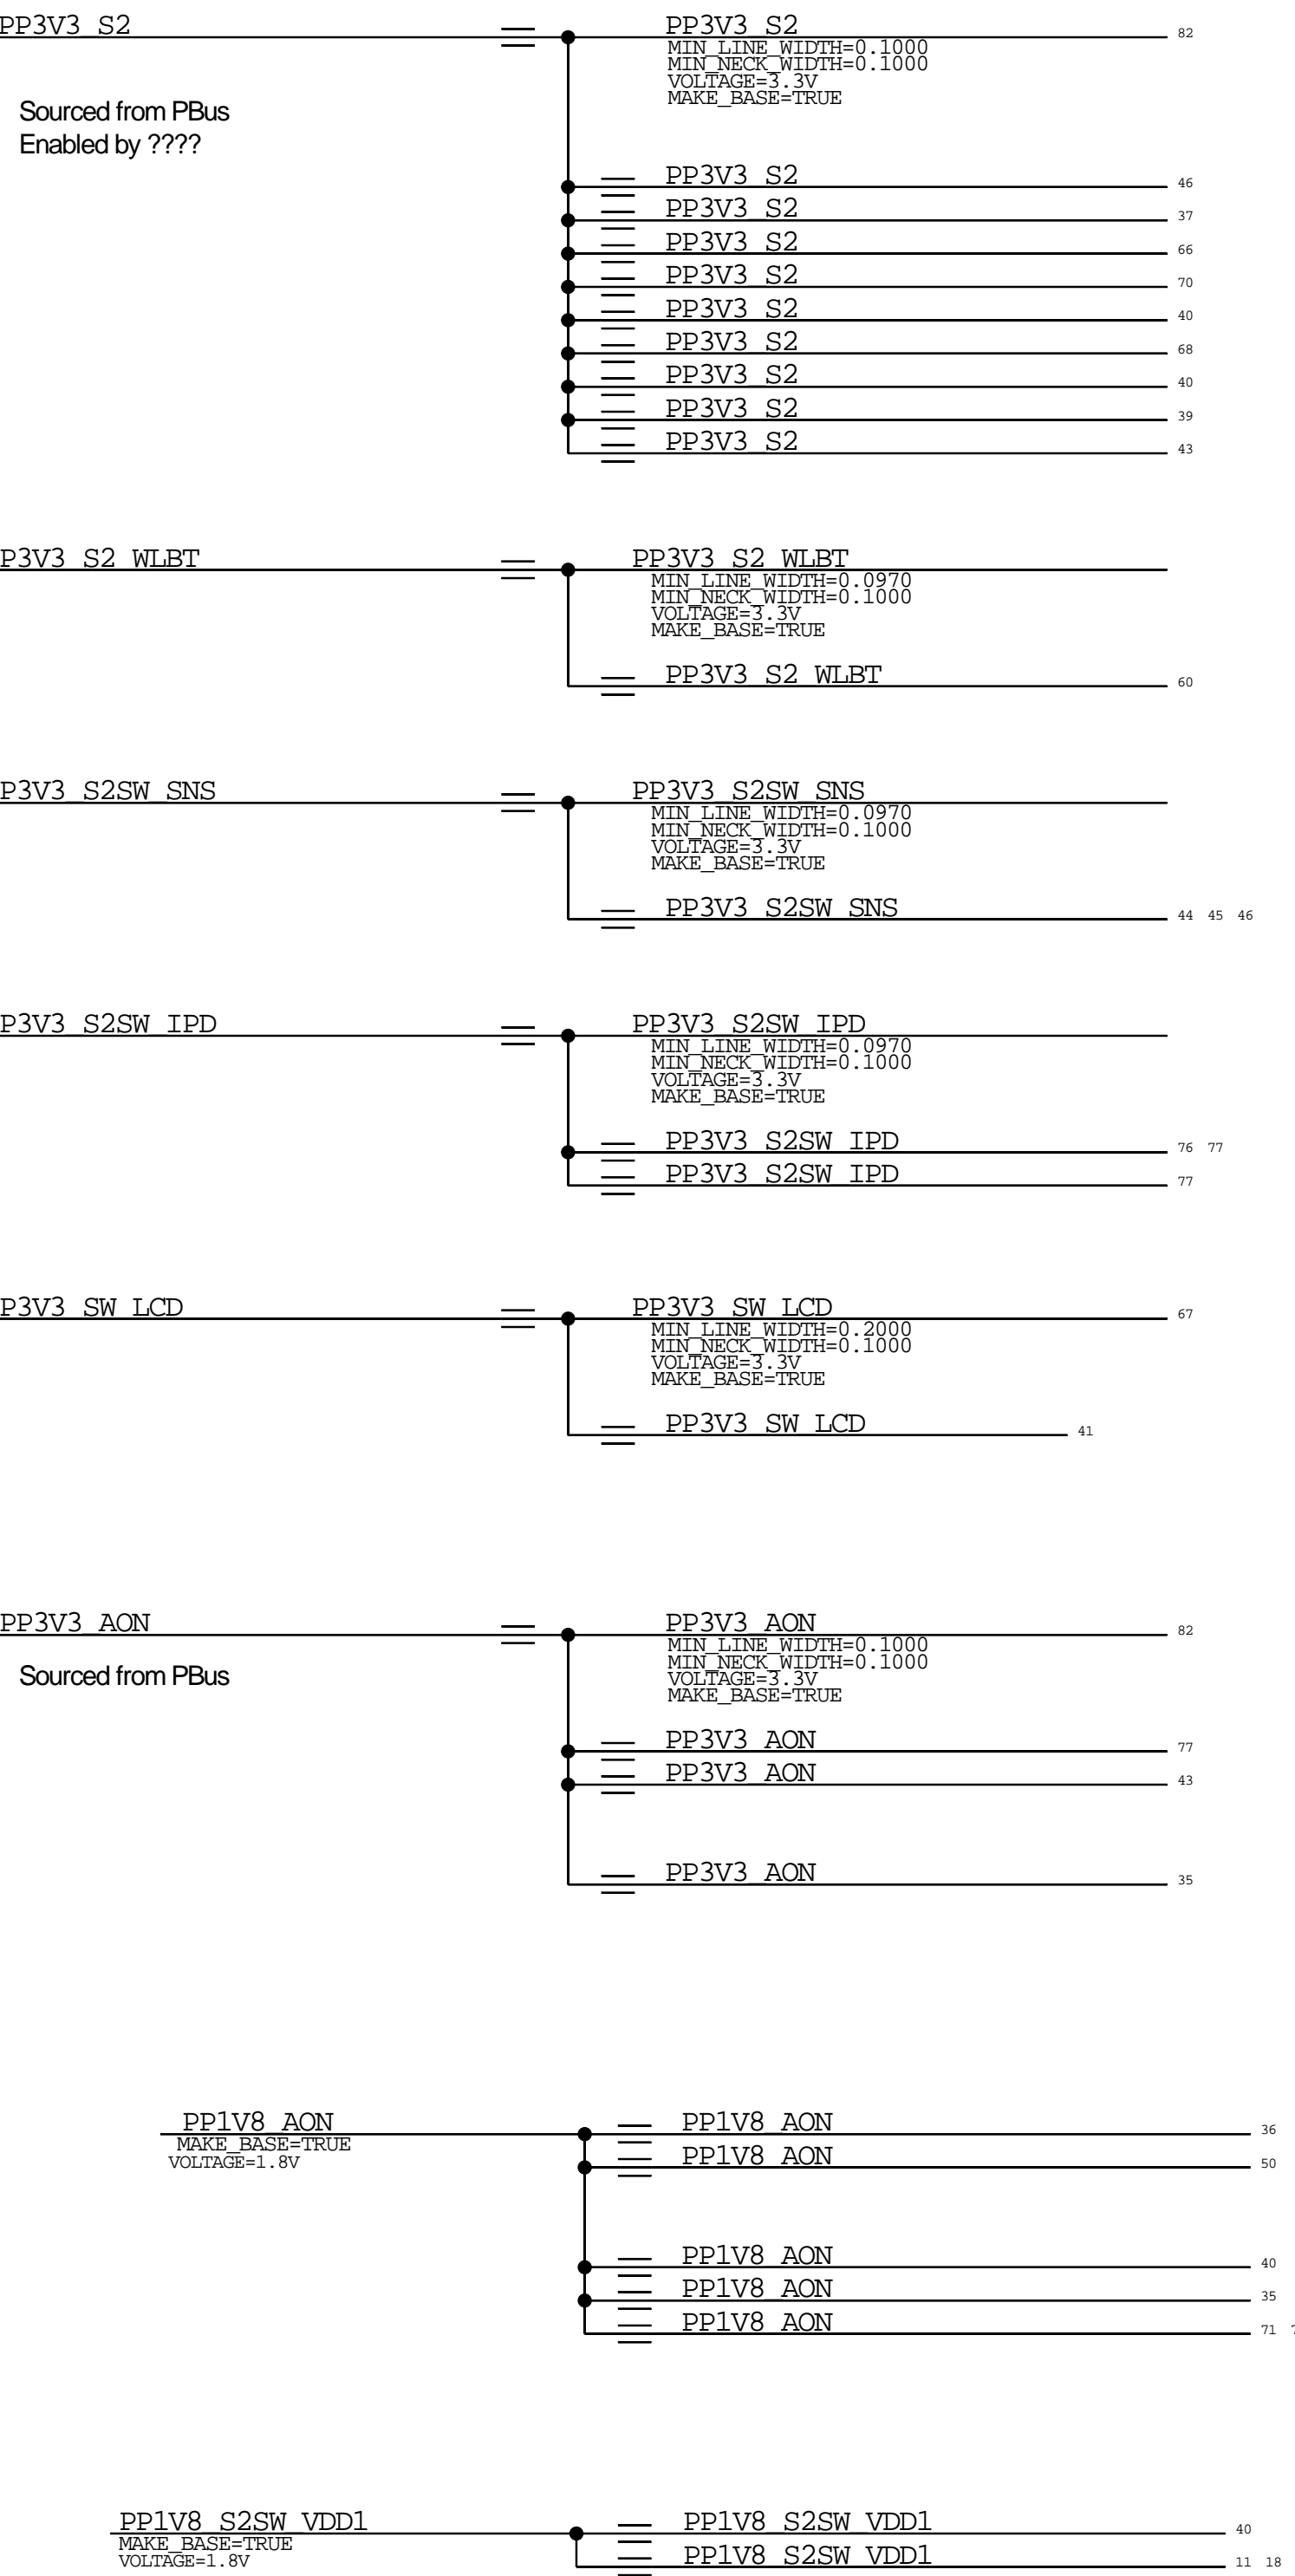 PP3V3_S2 PP3V3_S2 82
MIN_LINE_WIDTH=0.1000
MIN_NECK_WIDTH=0.1000
VOLTAGE=3.3V
MAKE_BASE=TRUE
Sourced from PBus
Enabled by ????
PP3V3_S2 46
PP3V3_S2 37
PP3V3_S2 66
PP3V3_S2 70
PP3V3_S2 40
PP3V3_S2 68
PP3V3_S2 40
PP3V3_S2 39
PP3V3_S2 43
P3V3_S2_WLBT PP3V3_S2_WLBT
MIN_LINE_WIDTH=0.0970
MIN_NECK_WIDTH=0.1000
VOLTAGE=3.3V
MAKE_BASE=TRUE
PP3V3_S2_WLBT 60
P3V3_S2SW_SNS PP3V3_S2SW_SNS
MIN_LINE_WIDTH=0.0970
MIN_NECK_WIDTH=0.1000
VOLTAGE=3.3V
MAKE_BASE=TRUE
PP3V3_S2SW_SNS 44 45 46
P3V3_S2SW_IPD PP3V3_S2SW_IPD
MIN_LINE_WIDTH=0.0970
MIN_NECK_WIDTH=0.1000
VOLTAGE=3.3V
MAKE_BASE=TRUE
PP3V3_S2SW_IPD 76 77
PP3V3_S2SW_IPD 77
P3V3_SW_LCD PP3V3_SW_LCD 67
MIN_LINE_WIDTH=0.2000
MIN_NECK_WIDTH=0.1000
VOLTAGE=3.3V
MAKE_BASE=TRUE
PP3V3_SW_LCD 41
PP3V3_AON PP3V3_AON 82
MIN_LINE_WIDTH=0.1000
MIN_NECK_WIDTH=0.1000
VOLTAGE=3.3V
MAKE_BASE=TRUE
Sourced from PBus
PP3V3_AON 77
PP3V3_AON 43
PP3V3_AON 35
PP1V8_AON PP1V8_AON 36
MAKE_BASE=TRUE
VOLTAGE=1.8V
PP1V8_AON 50
PP1V8_AON 40
PP1V8_AON 35
PP1V8_AON 71
PP1V8_S2SW_VDD1 PP1V8_S2SW_VDD1 40
MAKE_BASE=TRUE
VOLTAGE=1.8V
PP1V8_S2SW_VDD1 11 18